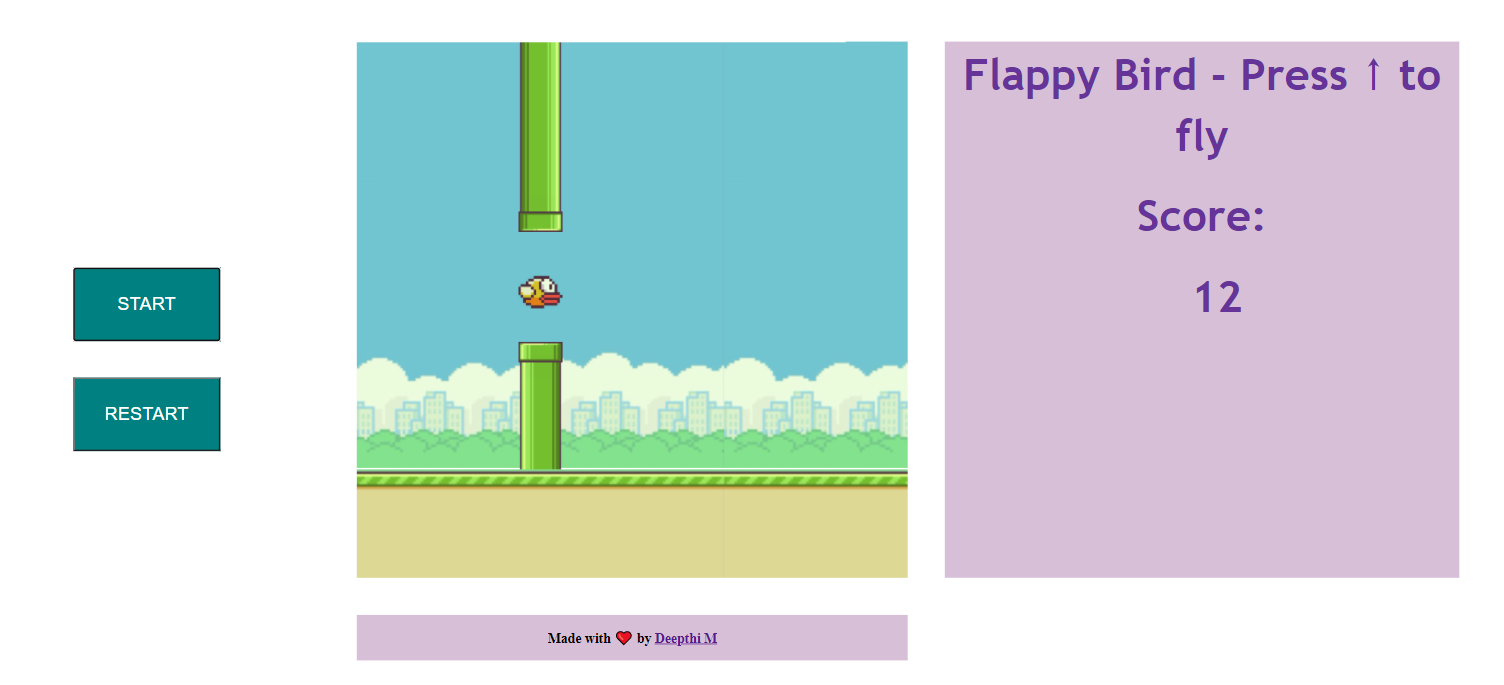 START
RESTART
Flappy Bird - Press ↑ to
fly
Score:
12
Made with ❤ by Deepthi M